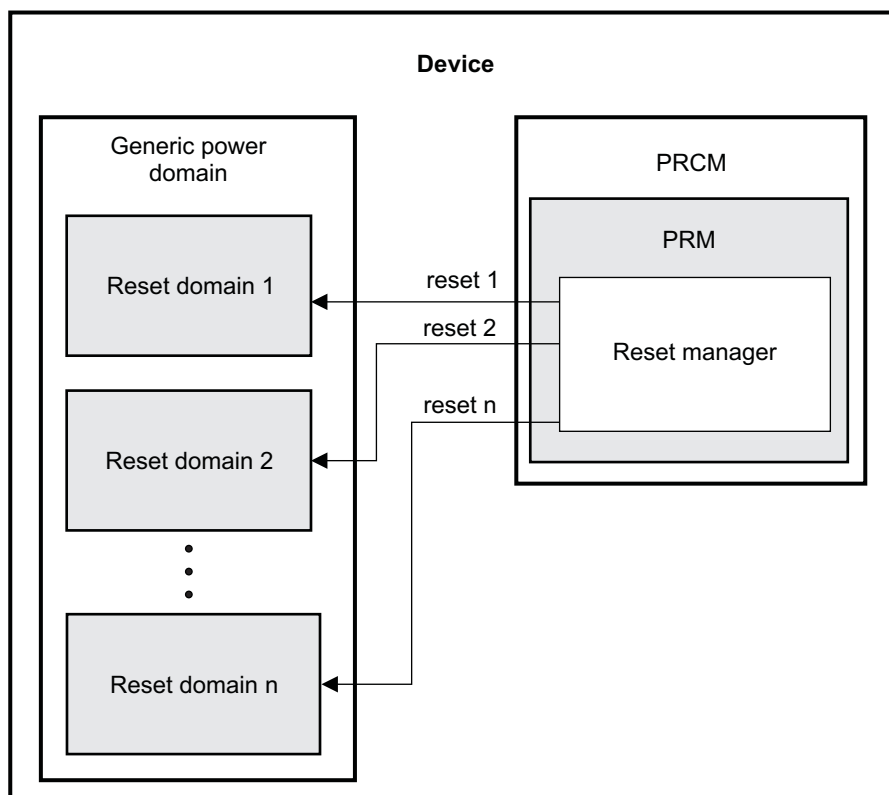 Device
Generic power
domain
Reset domain 1
Reset domain 2
Reset domain n
reset 1
reset 2
reset n
PRCM
PRM
Reset manager